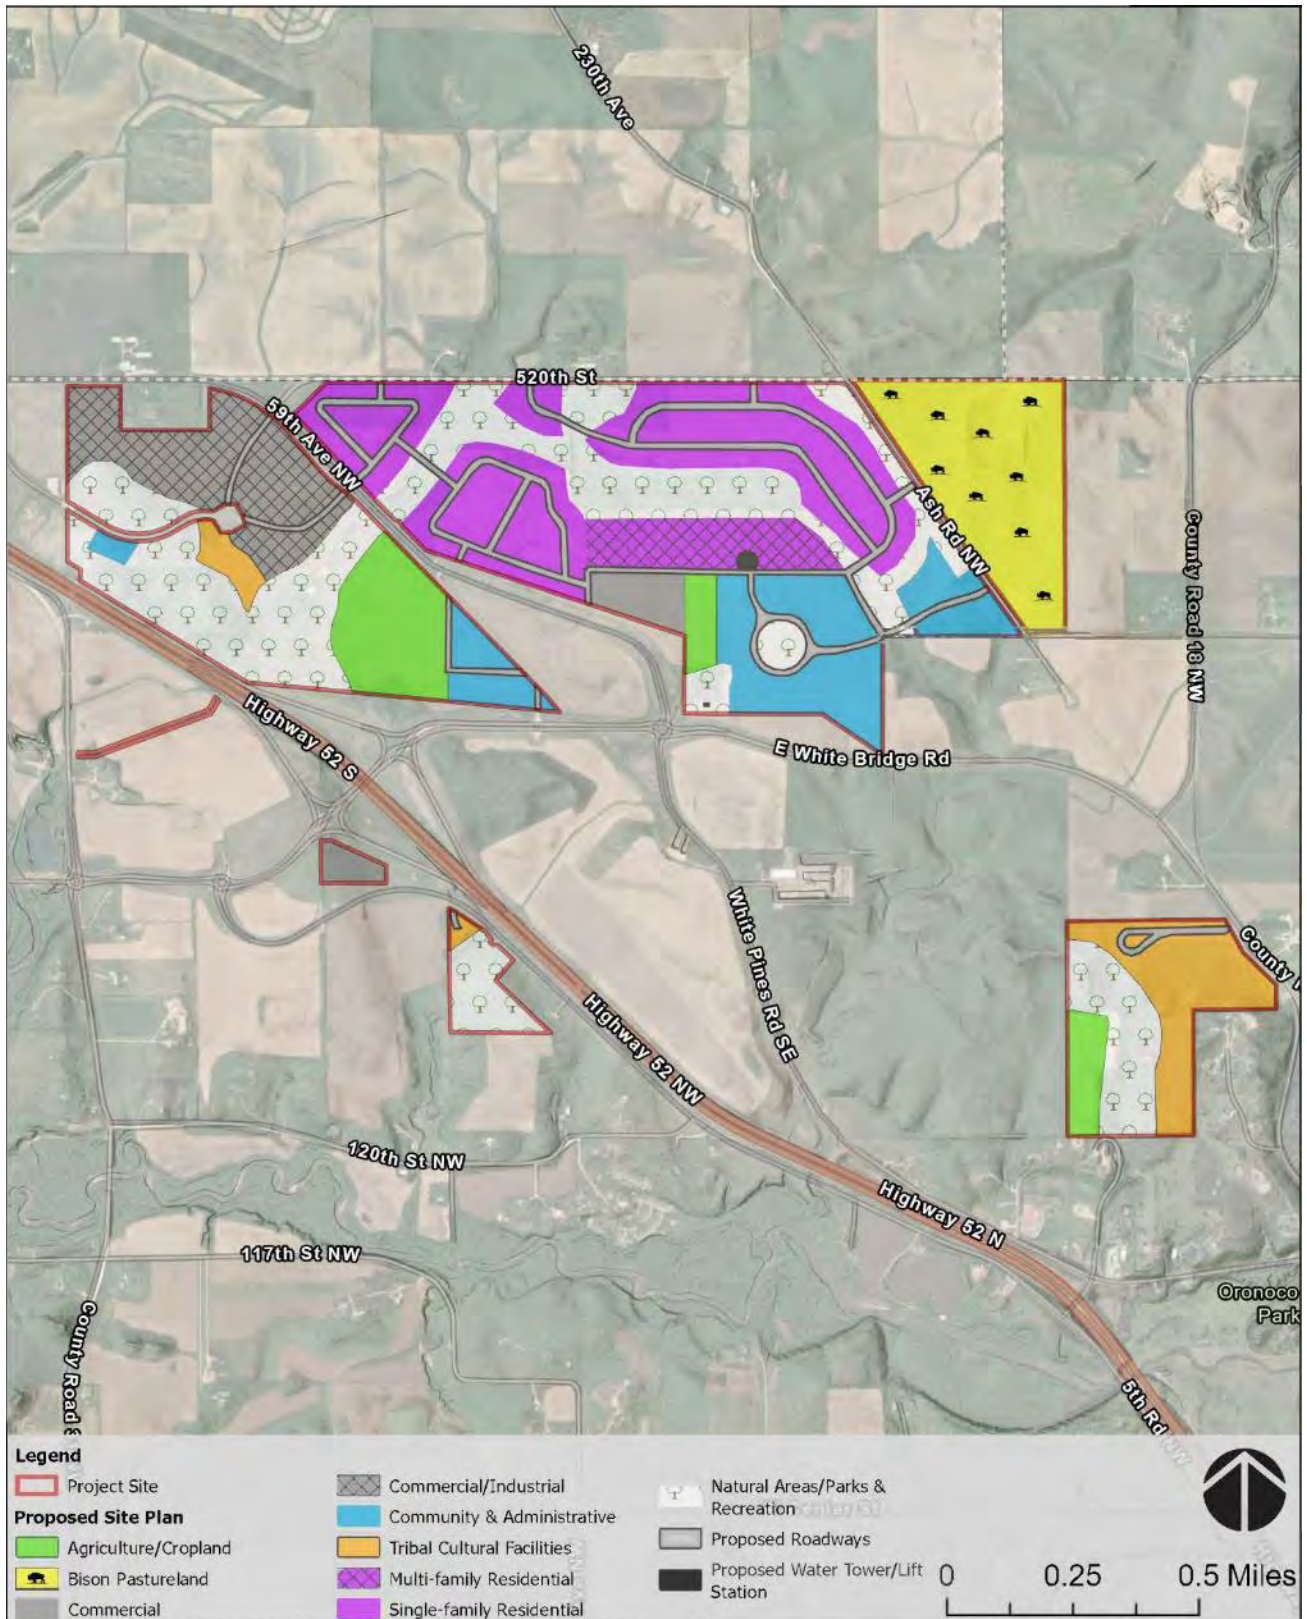 230th Ave
520th St
59th Ave NW
Ash Rd NW
County Road 18 NW
Highway 52 S
E White Bridge Rd
White Pines Rd SE
County
Highway 52 NW
120th St NW
Highway 52 N
117th St NW
Oronoco
Park
County Road
5th Rd NW
Legend
Project Site
Proposed Site Plan
Agriculture/Cropland
Bison Pastureland
Commercial
Commercial/Industrial
Community & Administrative
Tribal Cultural Facilities
Multi-family Residential
Single-family Residential
Natural Areas/Parks &
Recreation
Proposed Roadways
Proposed Water Tower/Lift
Station
0 0.25 0.5 Miles